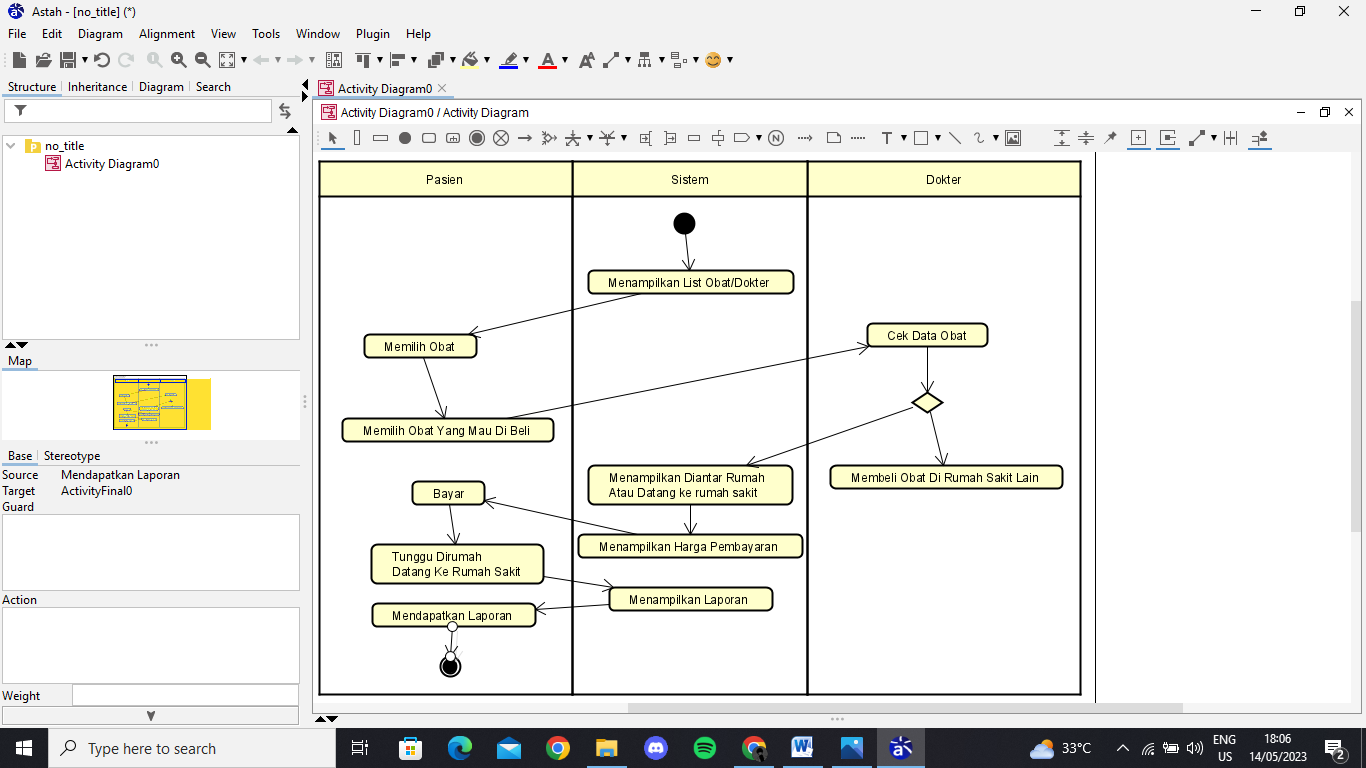 Astah - [no_title] (*)
File Edit Diagram Alignment View Tools Window Plugin Help
Structure Inheritance Diagram Search
Activity Diagram0
Activity Diagram0 / Activity Diagram
no_title
Activity Diagram0
Map
Base Stereotype
Source Mendapatkan Laporan
Target ActivityFinal0
Guard
Action
Weight
Pasien Sistem Dokter
Menampilkan List Obat/Dokter
Memilih Obat
Cek Data Obat
Memilih Obat Yang Mau Di Beli
Menampilkan Diantar Rumah
Atau Datang ke rumah sakit
Membeli Obat Di Rumah Sakit Lain
Bayar
Menampilkan Harga Pembayaran
Tunggu Dirumah
Datang Ke Rumah Sakit
Menampilkan Laporan
Mendapatkan Laporan
Type here to search
33°C
ENG
US
18:06
14/05/2023
2